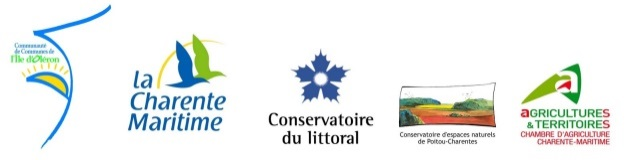 Communauté
de Communes de
l'île d'Oléron
la
Charente
Maritime
Conservatoire
du littoral
Conservatoire d'espaces naturels
de Poitou-Charentes
aGRICULTURES
& TERRITOIRES
CHAMBRE D'AGRICULTURE
CHARENTE-MARITIME